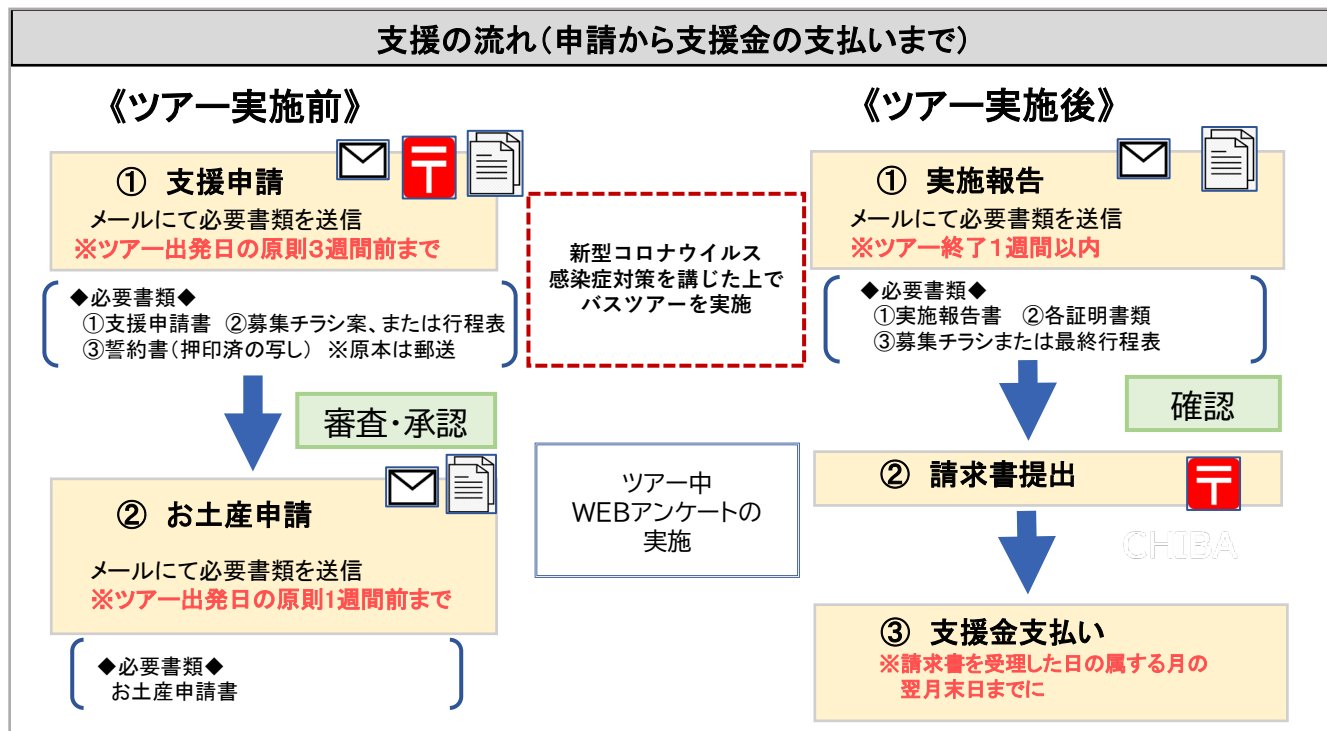 支援の流れ（申請から支援金の支払いまで）
《ツアー実施前》
① 支援申請
メールにて必要書類を送信
※ツアー出発日の原則３週間前まで
◆必要書類◆
①支援申請書 ②募集チラシ案、または行程表
③誓約書（押印済の写し） ※原本は郵送
審査・承認
② お土産申請
メールにて必要書類を送信
※ツアー出発日の原則1週間前まで
◆必要書類◆
お土産申請書
新型コロナウイルス
感染症対策を講じた上で
バスツアーを実施
ツアー中
WEBアンケートの
実施
《ツアー実施後》
① 実施報告
メールにて必要書類を送信
※ツアー終了１週間以内
◆必要書類◆
①実施報告書 ②各証明書類
③募集チラシまたは最終行程表
確認
② 請求書提出
CHIBA
③ 支援金支払い
※請求書を受理した日の属する月の
翌月末日までに